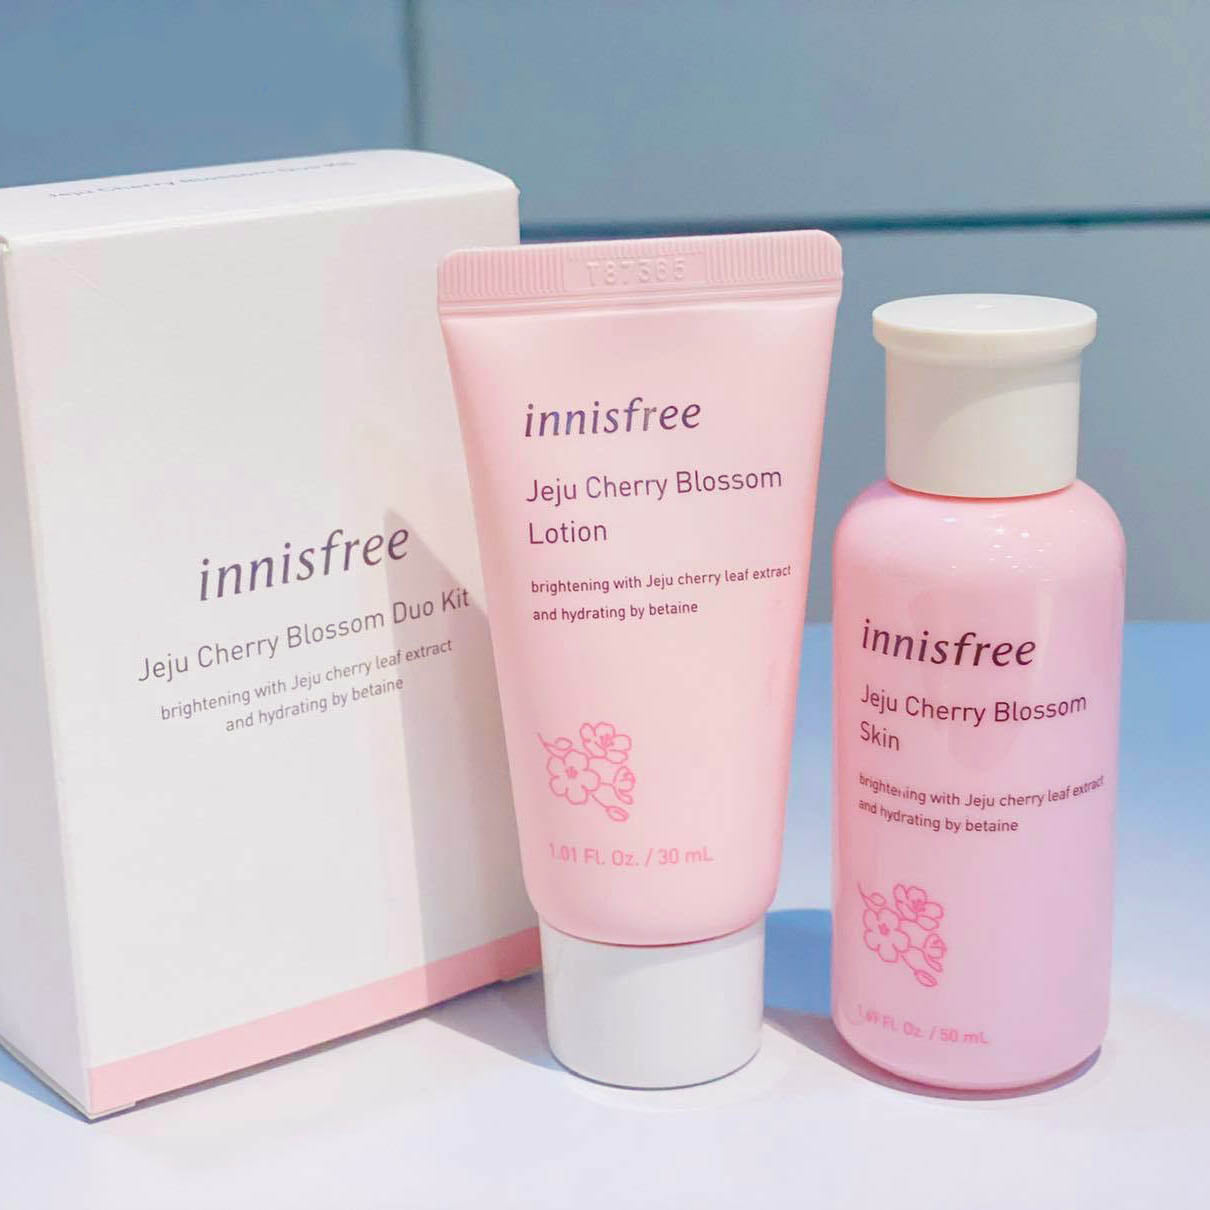 innisfree
Jeju Cherry Blossom Duo Kit
brightening with Jeju cherry leaf extract
and hydrating by betaine
T87365
innisfree
Jeju Cherry Blossom
Lotion
brightening with Jeju cherry leaf extract
and hydrating by betaine
1.01 Fl. Oz. / 30 mL
innisfree
Jeju Cherry Blossom
Skin
brightening with Jeju cherry leaf extract
and hydrating by betaine
1.69 Fl. Oz. / 50 mL